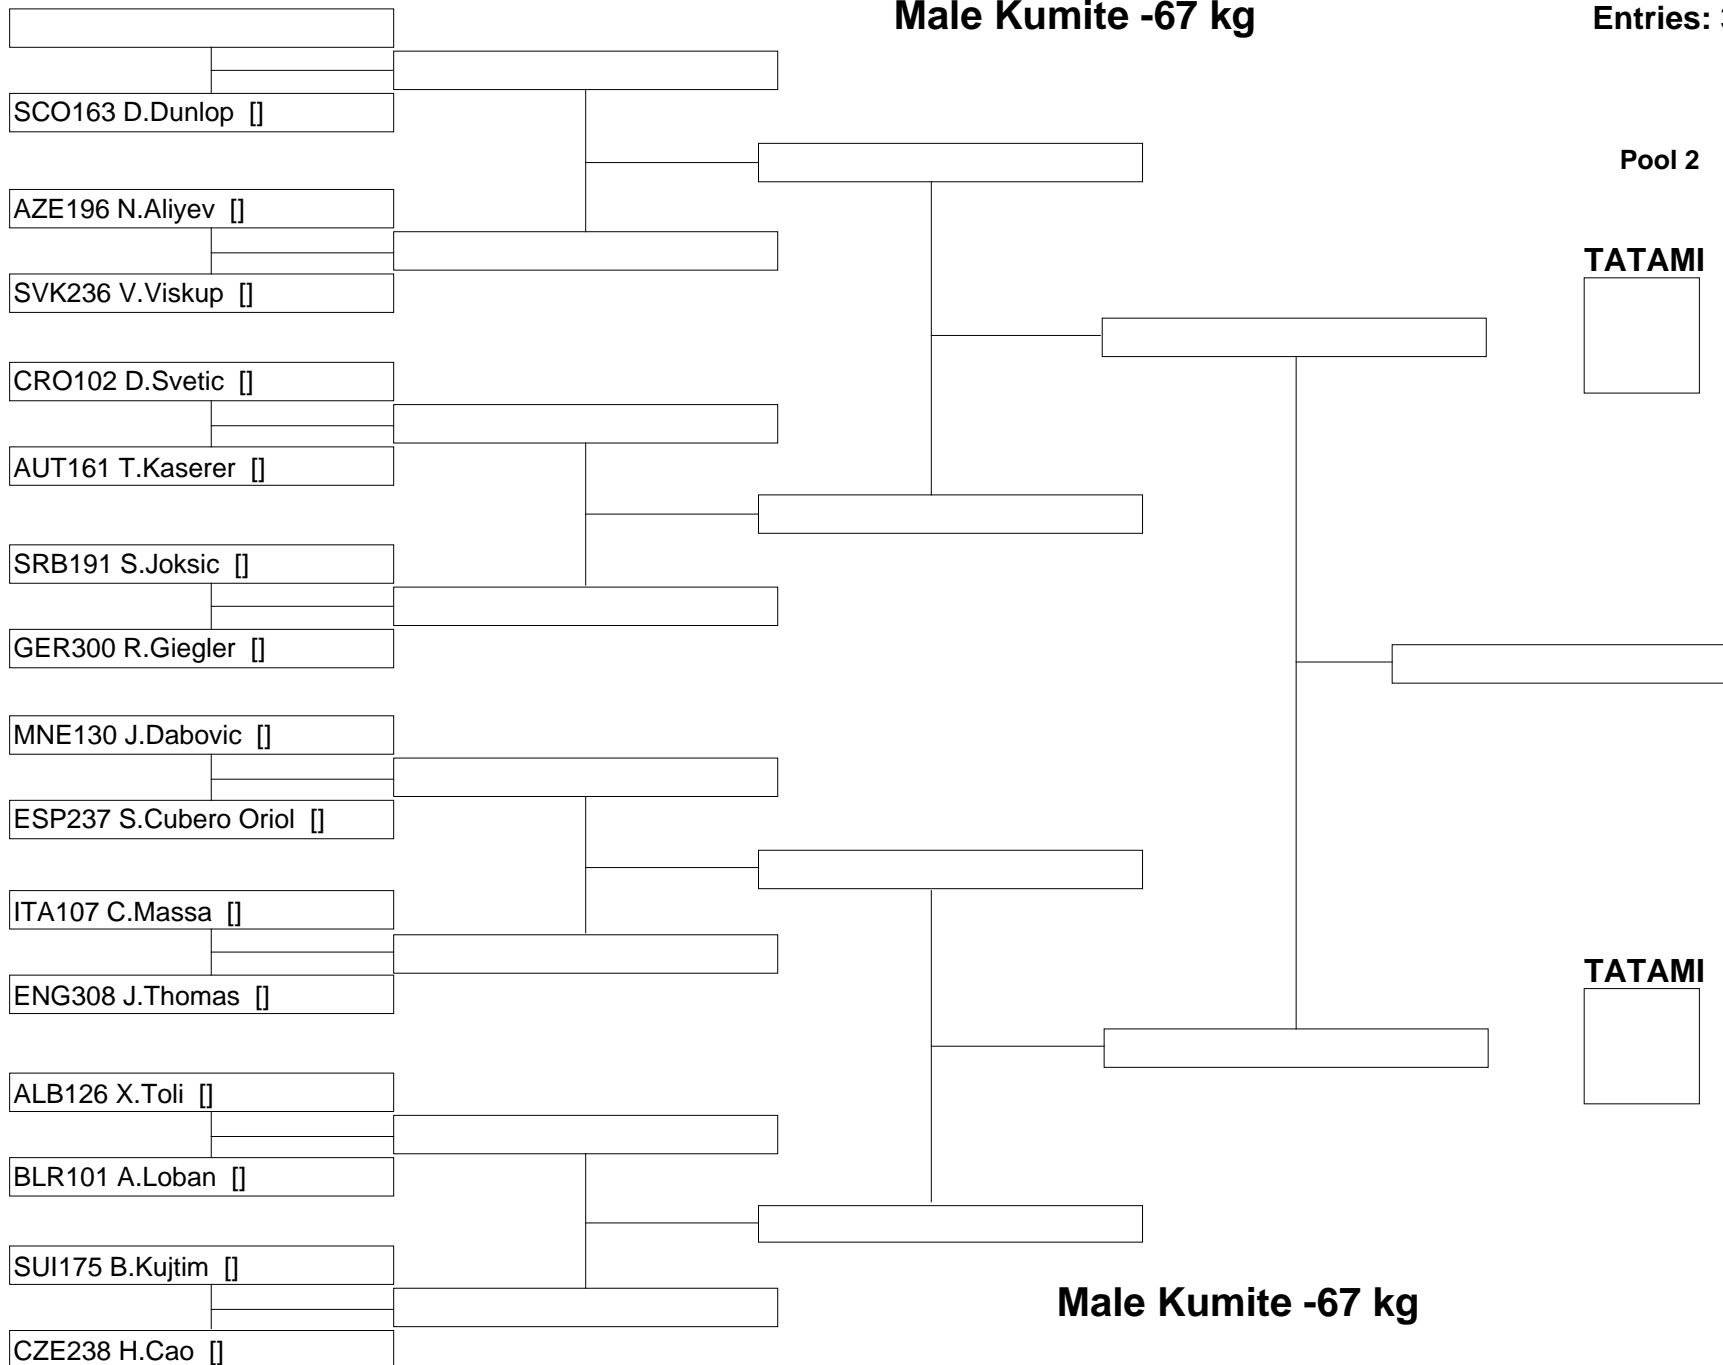 Male Kumite -67 kg
Entries:
SCO163 D.Dunlop []
Pool 2
AZE196 N.Aliyev []
TATAMI
SVK236 V.Viskup []
CRO102 D.Svetic []
AUT161 T.Kaserer []
SRB191 S.Joksic []
GER300 R.Giegler []
MNE130 J.Dabovic []
ESP237 S.Cubero Oriol []
ITA107 C.Massa []
TATAMI
ENG308 J.Thomas []
ALB126 X.Toli []
BLR101 A.Loban []
SUI175 B.Kujtim []
Male Kumite -67 kg
CZE238 H.Cao []